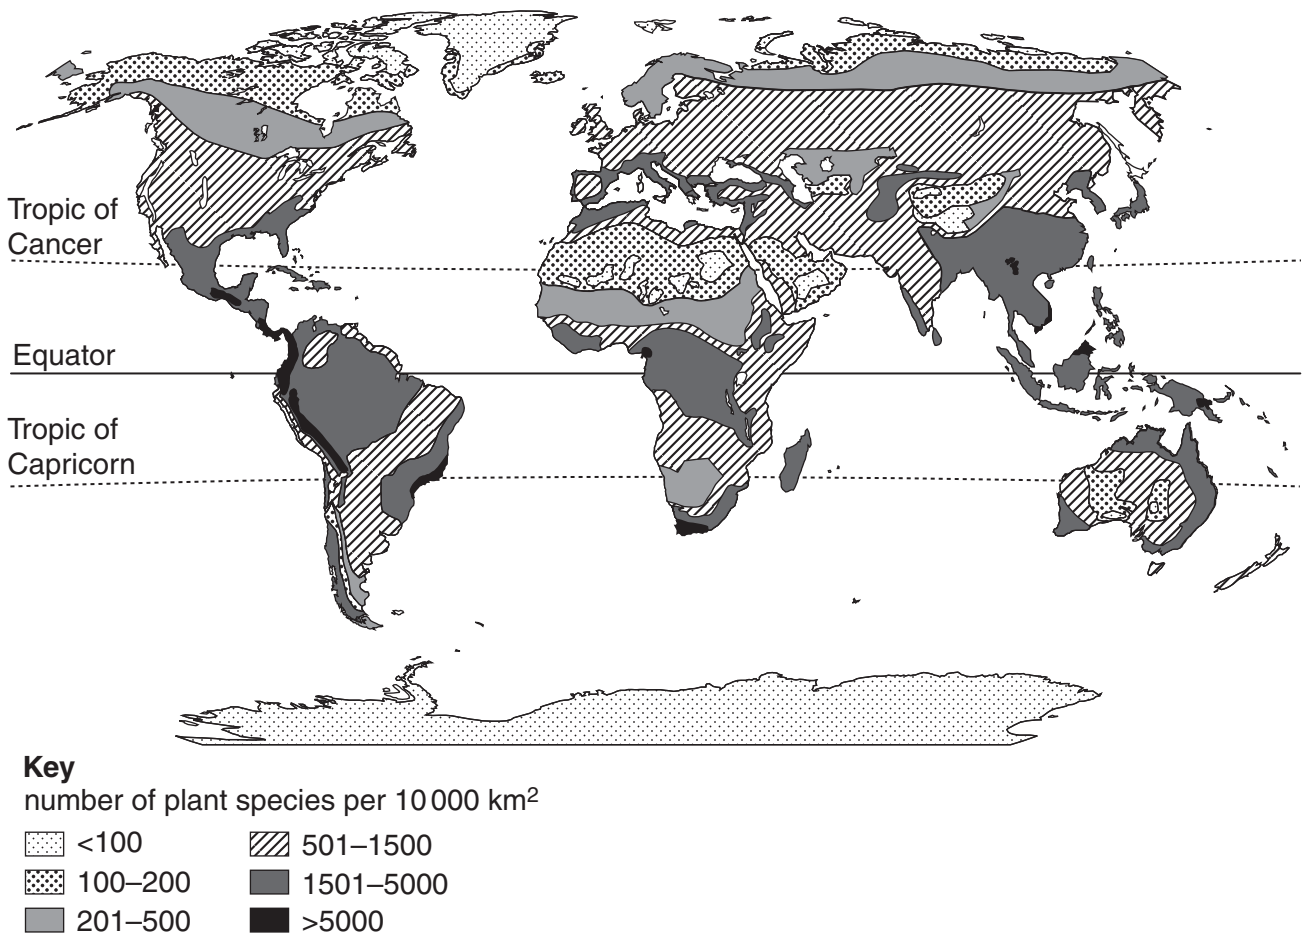 Tropic of
Cancer
Equator
Tropic of
Capricorn
Key
number of plant species per 10 000 km²
<100
501–1500
100–200
1501–5000
201–500
>5000